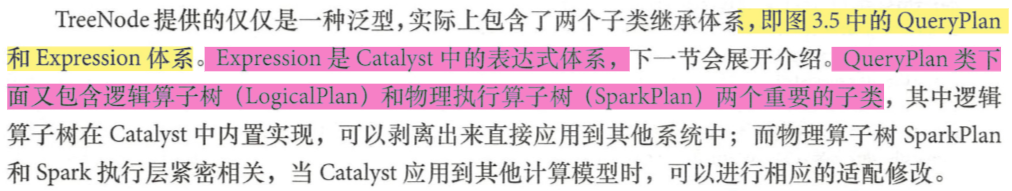 TreeNode 提供的仅仅是一种泛型,实际上包含了两个子类继承体系,即图 3.5 中的 QueryPlan
和 Expression 体系。Expression 是 Catalyst 中的表达式体系,下一节会展开介绍。QueryPlan 类下
面又包含逻辑算子树(LogicalPlan)和物理执行算子树(SparkPlan)两个重要的子类,其中逻辑
算子树在 Catalyst 中内置实现,可以剥离出来直接应用到其他系统中;而物理算子树 SparkPlan
和 Spark 执行层紧密相关,当 Catalyst 应用到其他计算模型时,可以进行相应的适配修改。